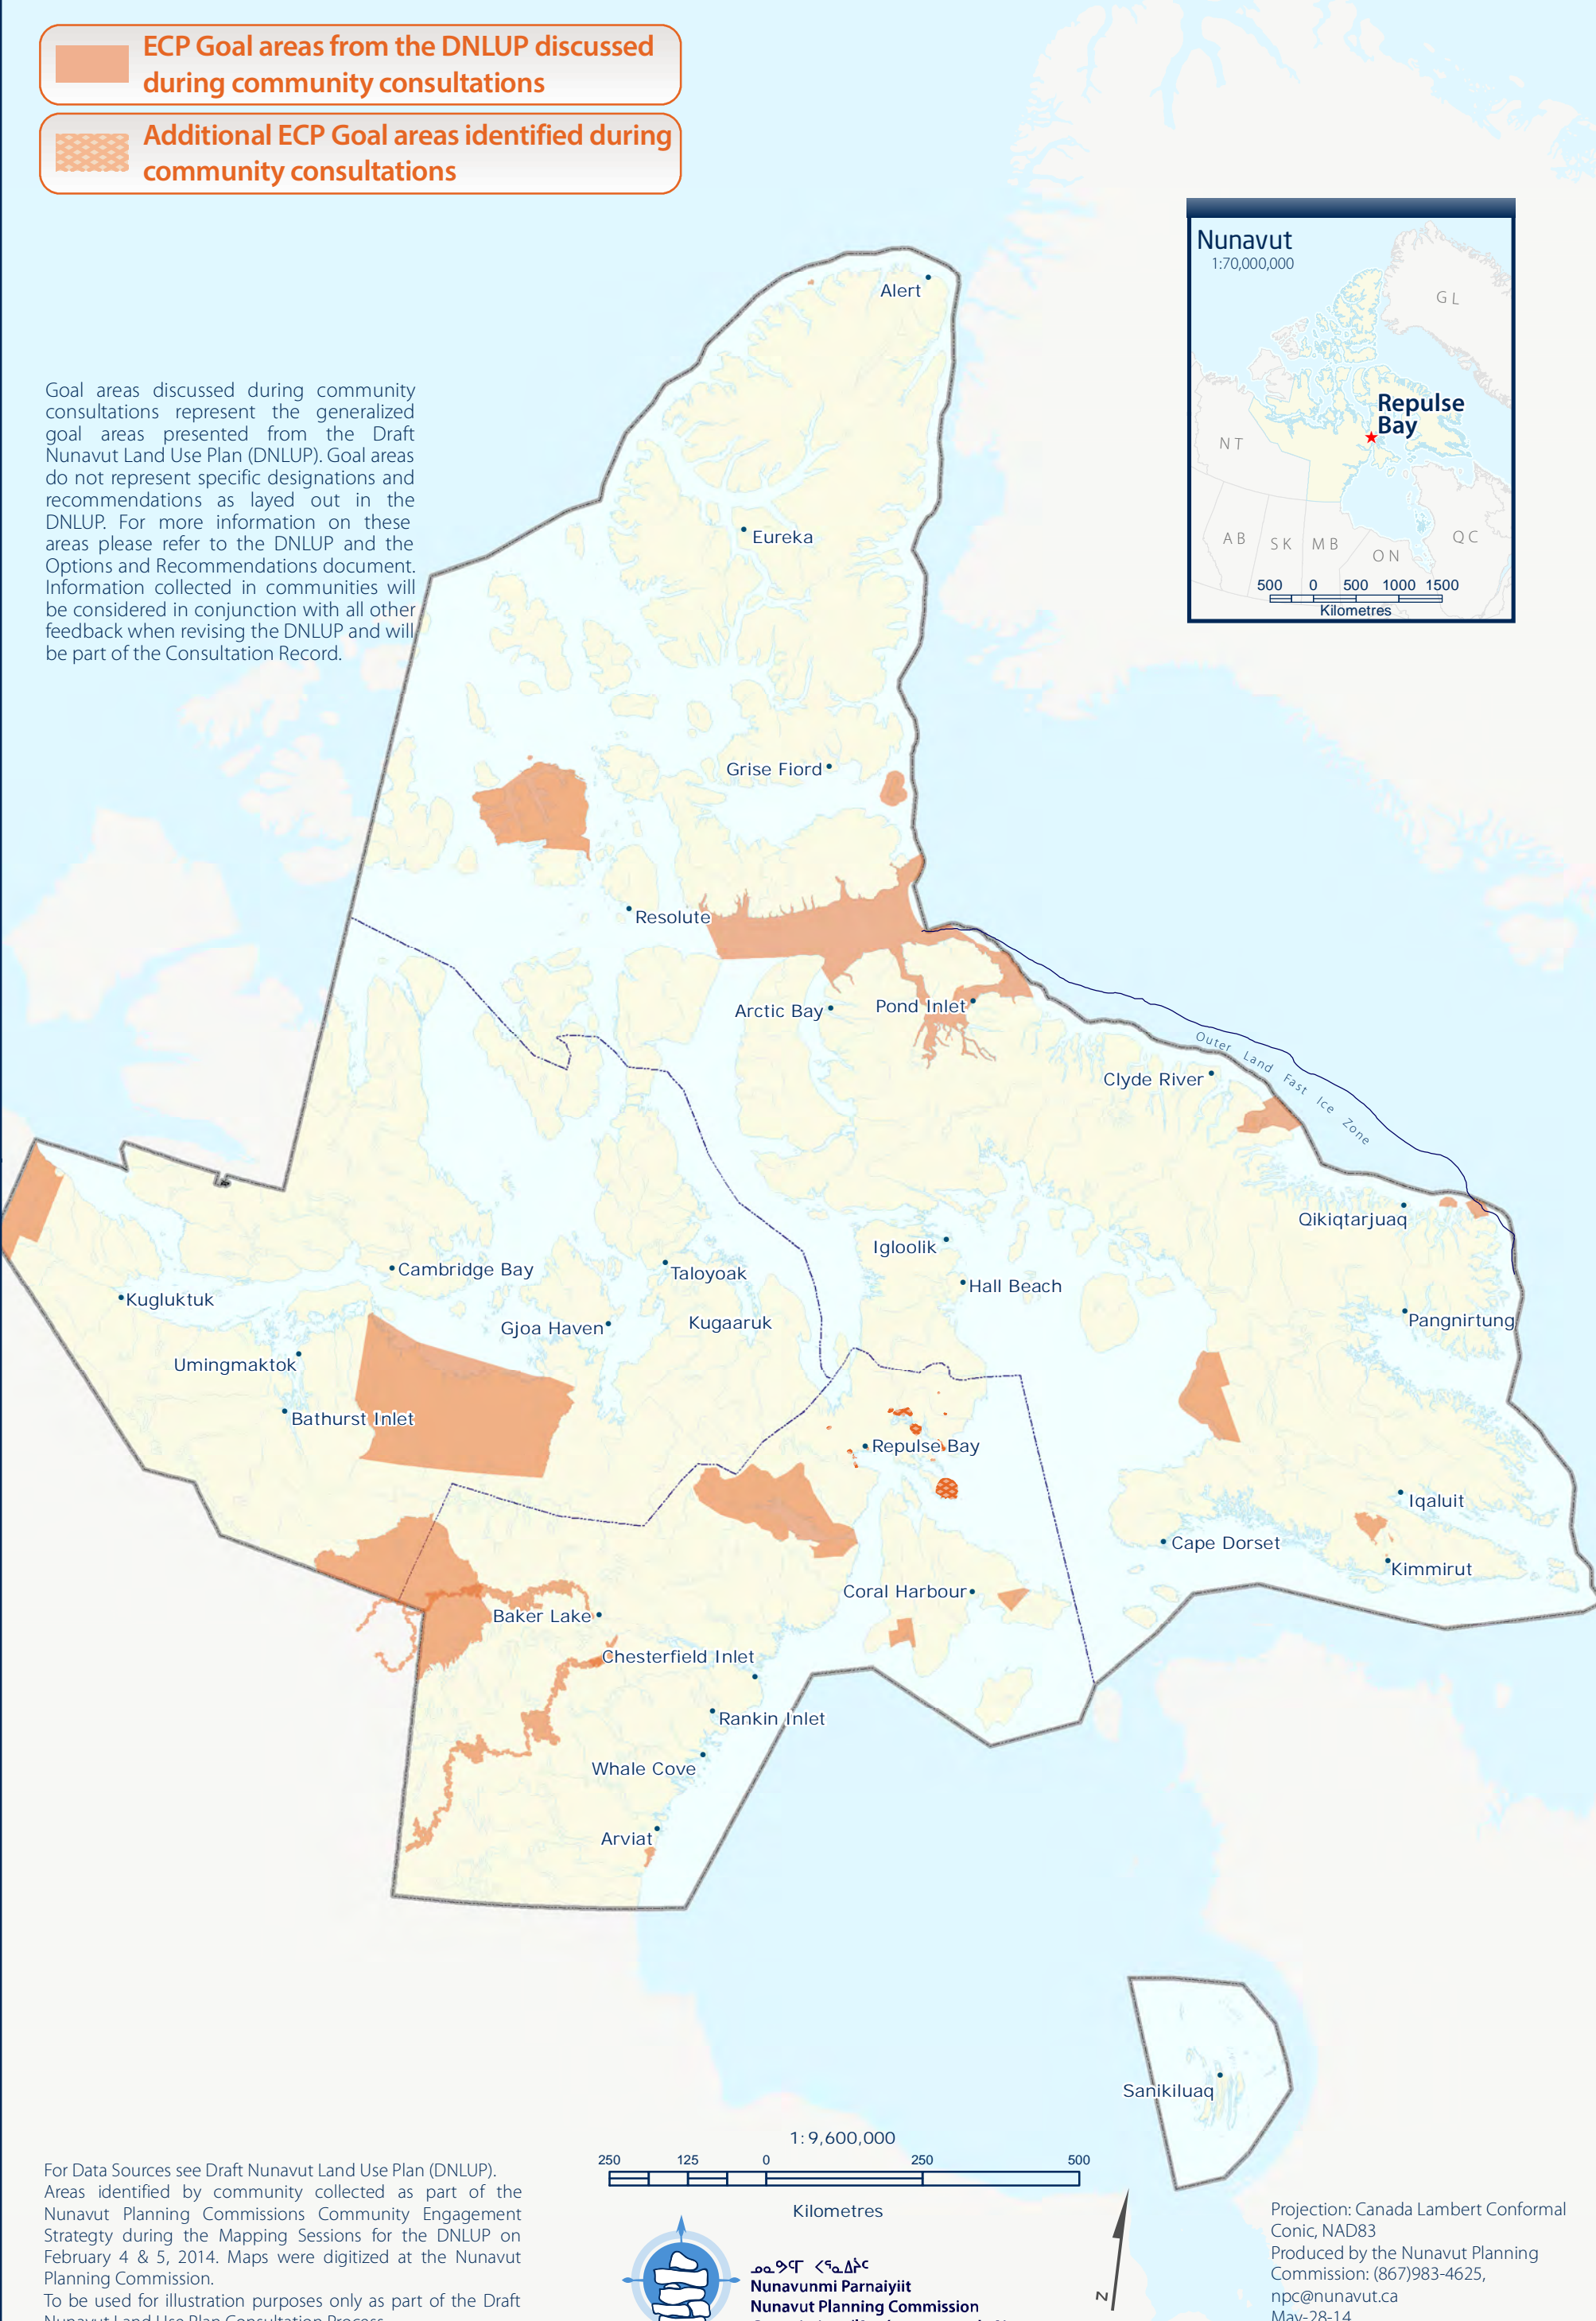 ECP Goal areas from the DNLUP discussed
during community consultations
Additional ECP Goal areas identified during
community consultations
Nunavut
1:70,000,000
GL
Repulse
Bay
NT
AB
SK
MB
ON
QC
500 0 500 1000 1500
Kilometres
Goal areas discussed during community
consultations represent the generalized
goal areas presented from the Draft
Nunavut Land Use Plan (DNLUP). Goal areas
do not represent specific designations and
recommendations as layed out in the
DNLUP. For more information on these
areas please refer to the DNLUP and the
Options and Recommendations document.
Information collected in communities will
be considered in conjunction with all other
feedback when revising the DNLUP and will
be part of the Consultation Record.
Alert
Eureka
Grise Fiord
Resolute
Arctic Bay
Pond Inlet
Clyde River
Outer Land Fast Ice Zone
Qikiqtarjuaq
Igloolik
Hall Beach
Cambridge Bay
Taloyoak
Kugluktuk
Gjoa Haven
Kugaaruk
Pangnirtung
Umingmaktok
Bathurst Inlet
Repulse Bay
Iqaluit
Cape Dorset
Kimmirut
Coral Harbour
Baker Lake
Chesterfield Inlet
Rankin Inlet
Whale Cove
Arviat
Sanikiluaq
1:9,600,000
250 125 0 250 500
Kilometres
For Data Sources see Draft Nunavut Land Use Plan (DNLUP).
Areas identified by community collected as part of the
Nunavut Planning Commissions Community Engagement
Strategty during the Mapping Sessions for the DNLUP on
February 4 & 5, 2014. Maps were digitized at the Nunavut
Planning Commission.
To be used for illustration purposes only as part of the Draft
Nunavut Land Use Plan Consultation Process.
ᓄᓇᕗᒻᒥ ᐸᕐᓇᐃᔩᑦ
Nunavunmi Parnaiyiit
Nunavut Planning Commission
N
Projection: Canada Lambert Conformal
Conic, NAD83
Produced by the Nunavut Planning
Commission: (867)983-4625,
npc@nunavut.ca
May-28-14